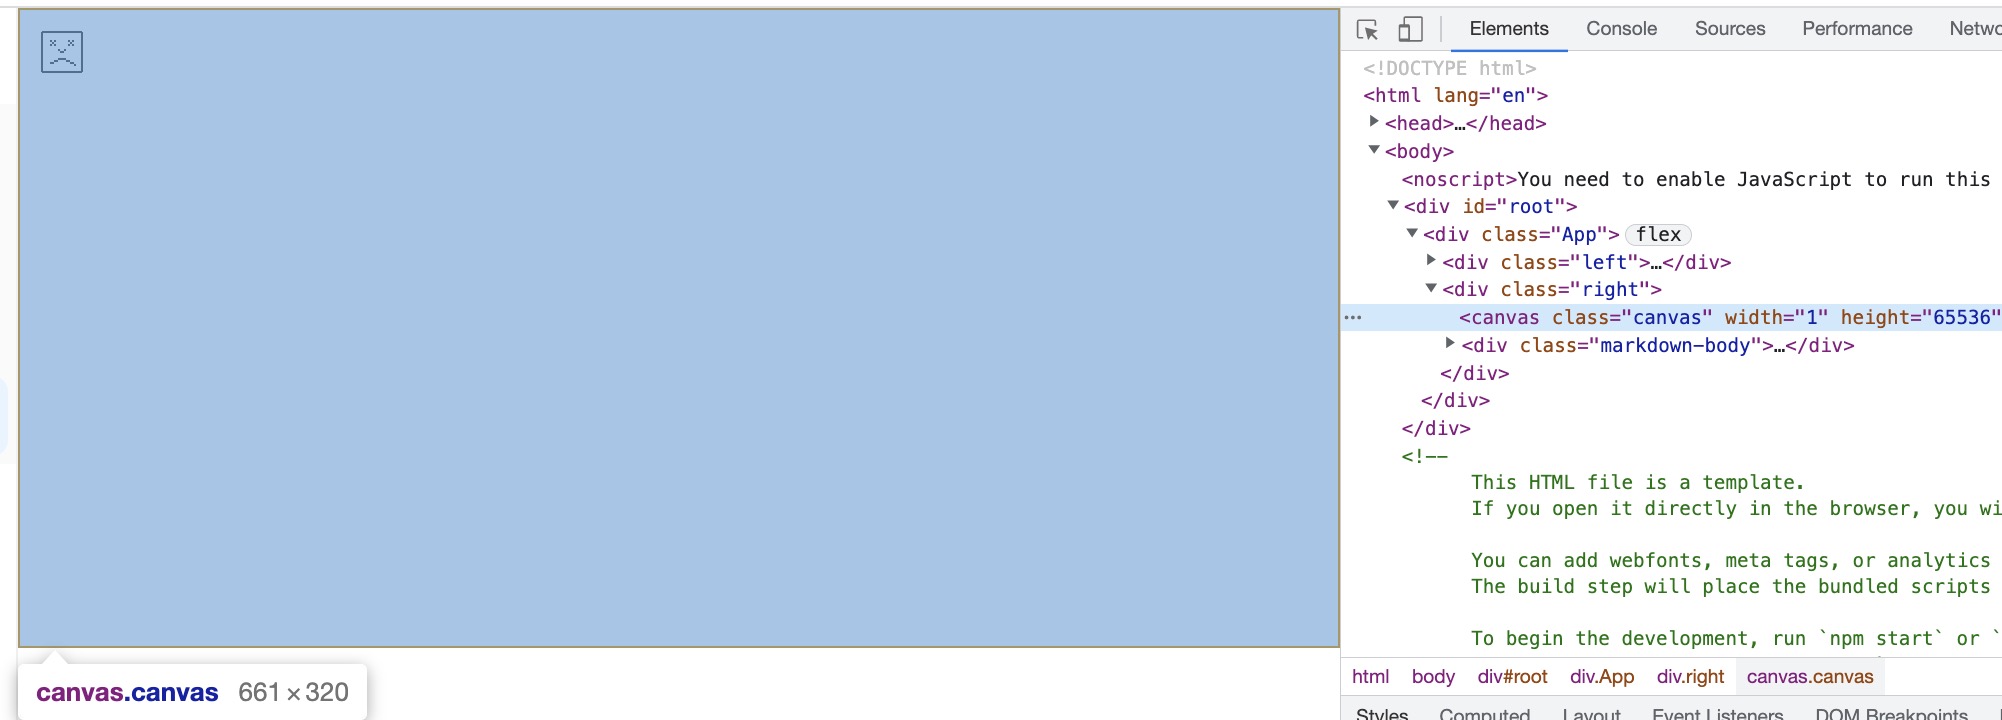 Elements Console Sources Performance Netwo
<!DOCTYPE html>
<html lang="en">
<head>…</head>
<body>
<noscript>You need to enable JavaScript to run this
<div id="root">
<div class="App"> flex
<div class="left">…</div>
<div class="right">
<canvas class="canvas" width="1" height="65536"
<div class="markdown-body">…</div>
</div>
</div>
</div>
<!--
This HTML file is a template.
If you open it directly in the browser, you wi
You can add webfonts, meta tags, or analytics
The build step will place the bundled scripts
To begin the development, run `npm start` or `
html body div#root div.App div.right canvas.canvas
canvas.canvas 661 × 320
Styles Computed Layout Event Listeners DOM Breakpoints